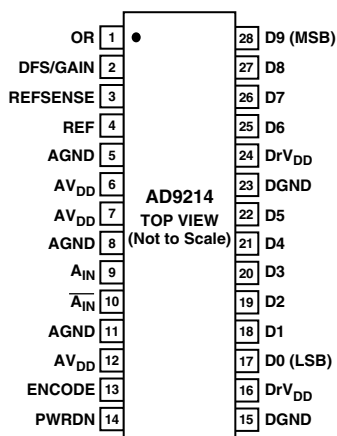 OR 1
DFS/GAIN 2
REFSENSE 3
REF 4
AGND 5
AVDD 6
AVDD 7
AGND 8
AIN 9
A̅I̅N̅ 10
AGND 11
AVDD 12
ENCODE 13
PWRDN 14
AD9214
TOP VIEW
(Not to Scale)
28 D9 (MSB)
27 D8
26 D7
25 D6
24 DrVDD
23 DGND
22 D5
21 D4
20 D3
19 D2
18 D1
17 D0 (LSB)
16 DrVDD
15 DGND